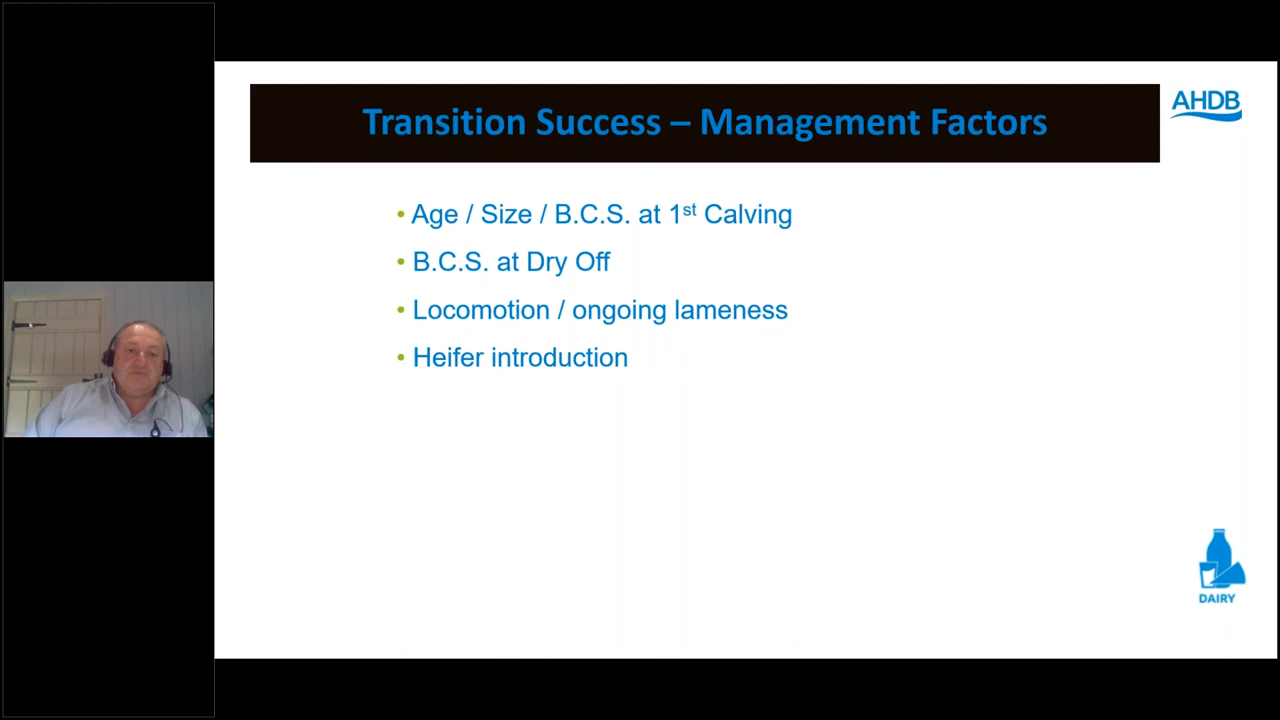 Transition Success – Management Factors
AHDB
• Age / Size / B.C.S. at 1st Calving
• B.C.S. at Dry Off
• Locomotion / ongoing lameness
• Heifer introduction
DAIRY